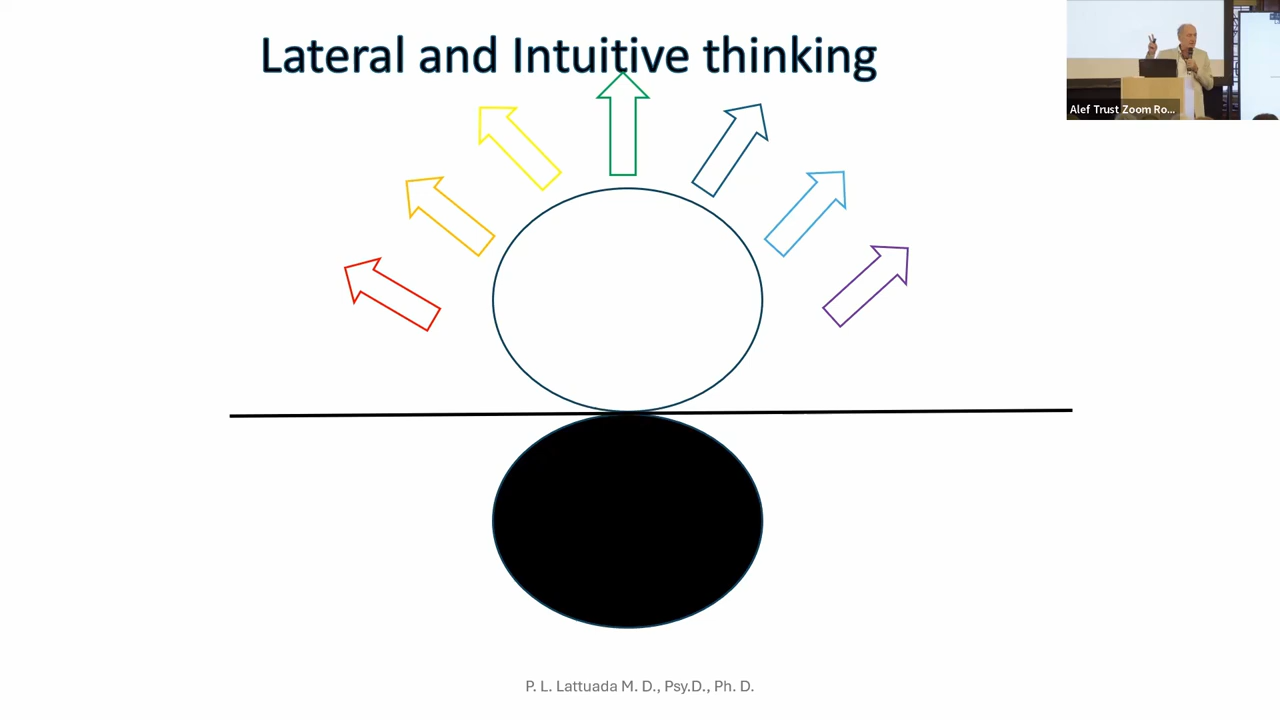 Lateral and Intuitive thinking
Alef Trust Zoom Ro...
P. L. Lattuada M. D., Psy.D., Ph. D.